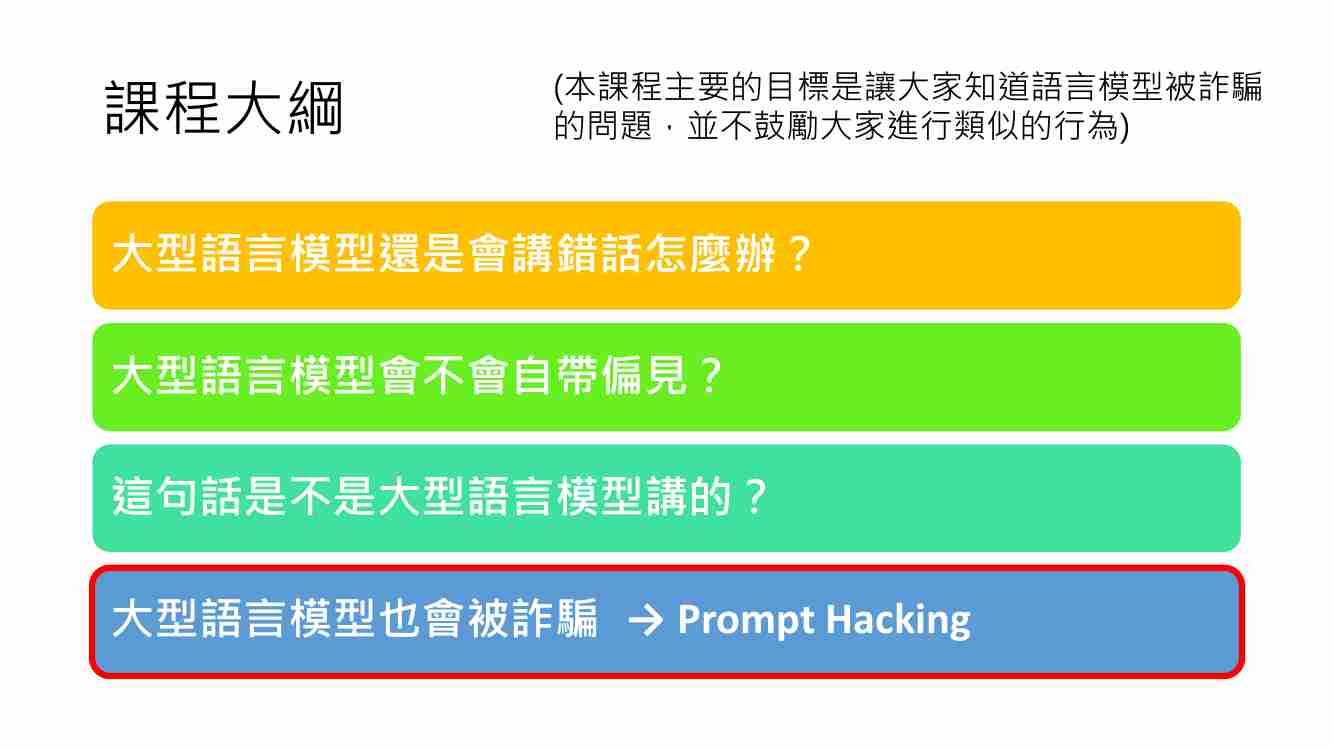 課程大綱
(本課程主要的目標是讓大家知道語言模型被詐騙
的問題，並不鼓勵大家進行類似的行為)
大型語言模型還是會講錯話怎麼辦？
大型語言模型會不會自帶偏見？
這句話是不是大型語言模型講的？
大型語言模型也會被詐騙 → Prompt Hacking